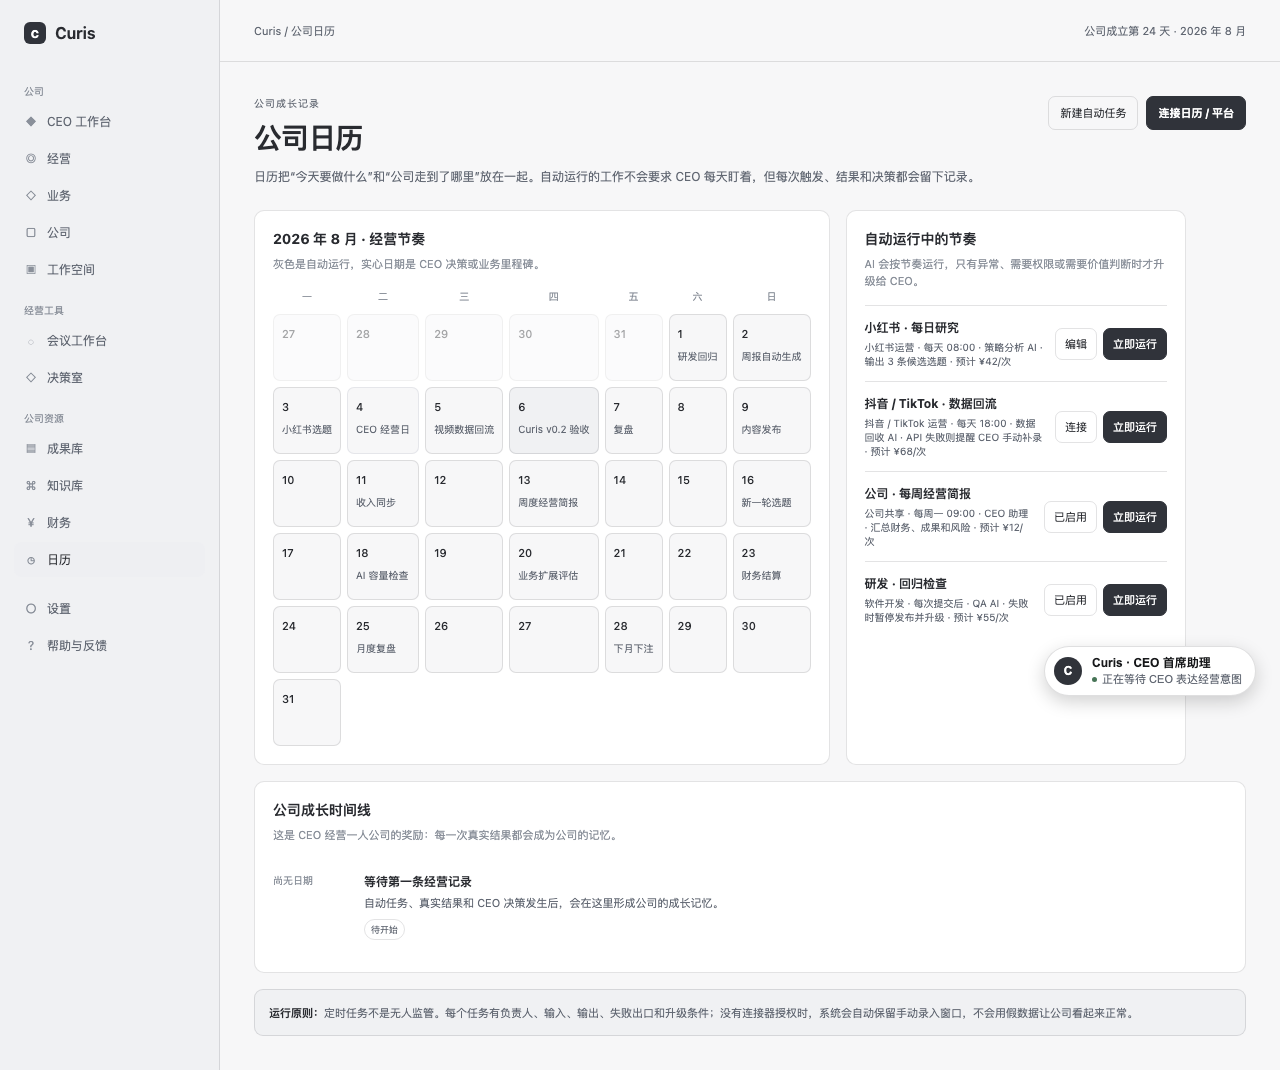 C Curis
公司
CEO 工作台
经营
业务
公司
工作空间
经营工具
会议工作台
决策室
公司资源
成果库
⌘ 知识库
¥ 财务
日历
设置
? 帮助与反馈
Curis / 公司日历
公司成立第 24 天 · 2026 年 8 月
公司成长记录
公司日历
日历把“今天要做什么”和“公司走到了哪里”放在一起。自动运行的工作不会要求 CEO 每天盯着，但每次触发、结果和决策都会留下记录。
新建自动任务
连接日历 / 平台
2026 年 8 月 · 经营节奏
灰色是自动运行，实心日期是 CEO 决策或业务里程碑。
一 二 三 四 五 六 日
27 28 29 30 31 1 2
研发回归 周报自动生成
3 4 5 6 7 8 9
小红书选题 CEO 经营日 视频数据回流 Curis v0.2 验收 复盘 内容发布
10 11 12 13 14 15 16
收入同步 周度经营简报 新一轮选题
17 18 19 20 21 22 23
AI 容量检查 业务扩展评估 财务结算
24 25 26 27 28 29 30
月度复盘 下月下注
31
自动运行中的节奏
AI 会按节奏运行，只有异常、需要权限或需要价值判断时才升
级给 CEO。
小红书 · 每日研究
小红书运营 · 每天 08:00 · 策略分析 AI ·
输出 3 条候选选题 · 预计 ¥42/次
编辑
立即运行
抖音 / TikTok · 数据回流
抖音 / TikTok 运营 · 每天 18:00 · 数据
回收 AI · API 失败则提醒 CEO 手动补录
· 预计 ¥68/次
连接
立即运行
公司 · 每周经营简报
公司共享 · 每周一 09:00 · CEO 助理
· 汇总财务、成果和风险 · 预计 ¥12/
次
已启用
立即运行
研发 · 回归检查
软件开发 · 每次提交后 · QA AI · 失败
时暂停发布并升级 · 预计 ¥55/次
已启用
立即运行
C
Curis · CEO 首席助理
正在等待 CEO 表达经营意图
公司成长时间线
这是 CEO 经营一人公司的奖励：每一次真实结果都会成为公司的记忆。
尚无日期
等待第一条经营记录
自动任务、真实结果和 CEO 决策发生后，会在这里形成公司的成长记忆。
待开始
运行原则：定时任务不是无人监管。每个任务有负责人、输入、输出、失败出口和升级条件；没有连接器授权时，系统会自动保留手动录入窗口，不会用假数据让公司看起来正常。